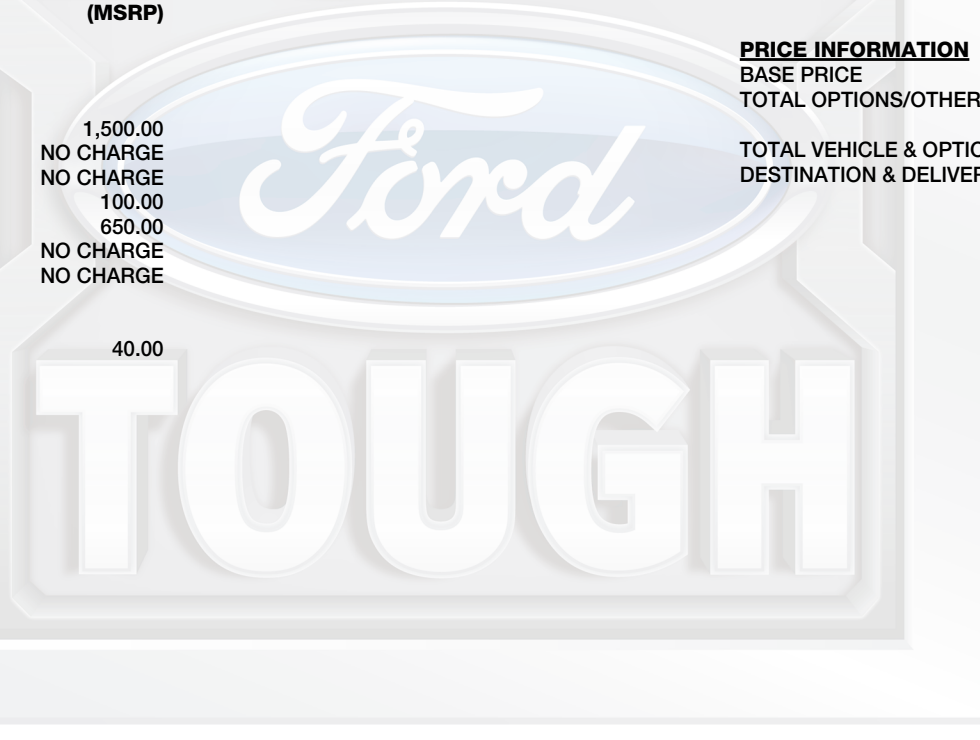 (MSRP)
1,500.00
NO CHARGE
NO CHARGE
100.00
650.00
NO CHARGE
NO CHARGE
40.00
PRICE INFORMATION
BASE PRICE
TOTAL OPTIONS/OTHER
TOTAL VEHICLE & OPTIO
DESTINATION & DELIVER
Ford
TOUGH